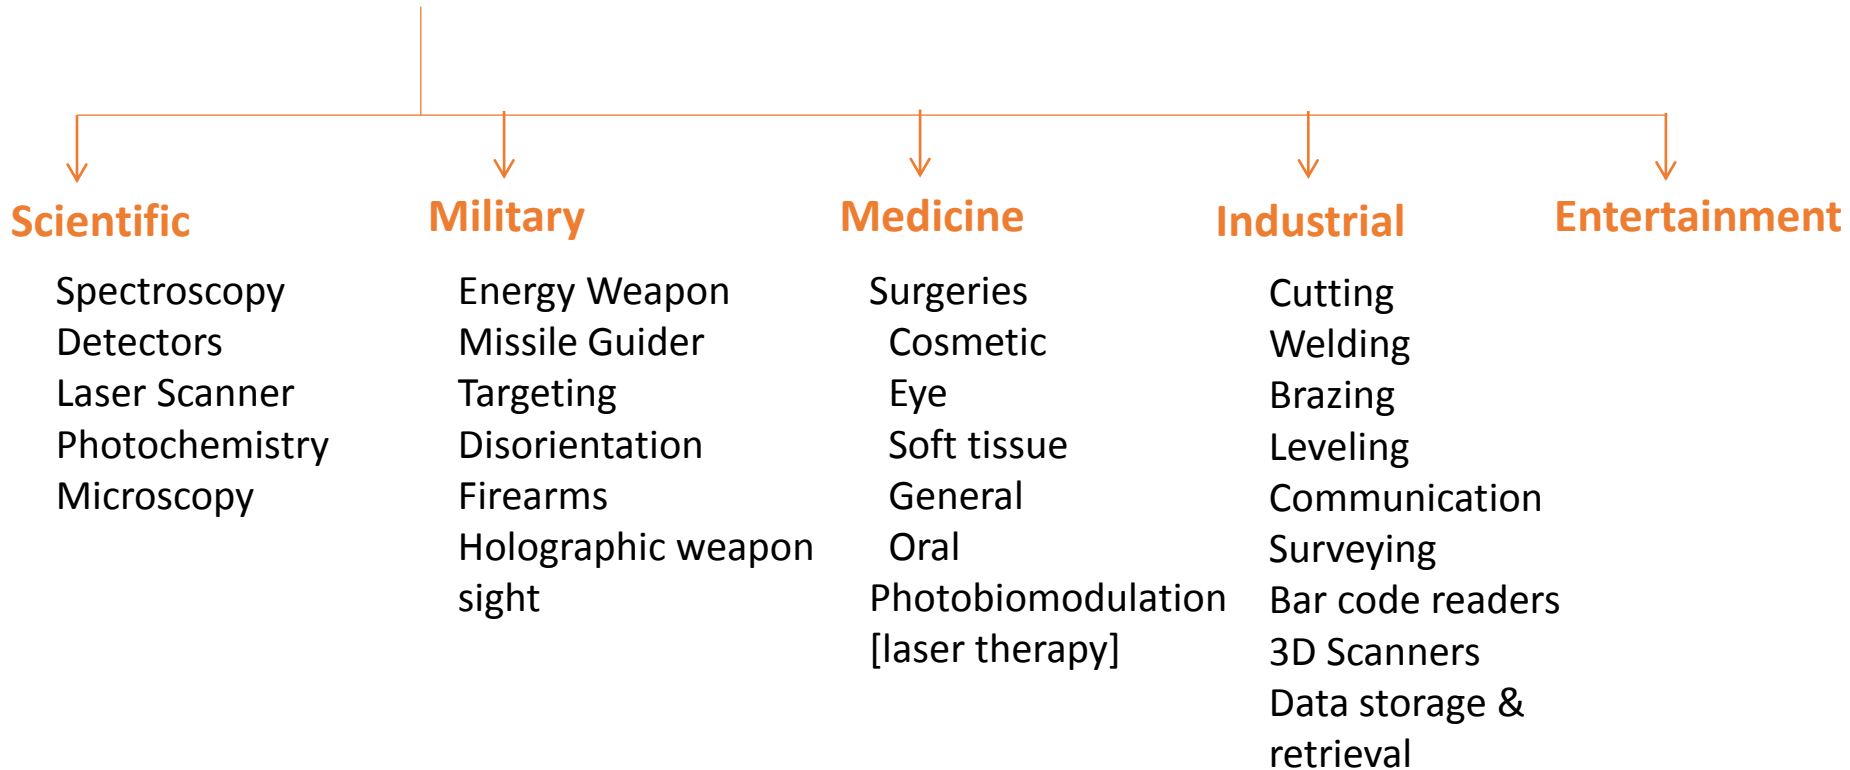 Scientific
Spectroscopy
Detectors
Laser Scanner
Photochemistry
Microscopy
Military
Energy Weapon
Missile Guider
Targeting
Disorientation
Firearms
Holographic weapon
sight
Medicine
Surgeries
Cosmetic
Eye
Soft tissue
General
Oral
Photobiomodulation
[laser therapy]
Industrial
Cutting
Welding
Brazing
Leveling
Communication
Surveying
Bar code readers
3D Scanners
Data storage &
retrieval
Entertainment